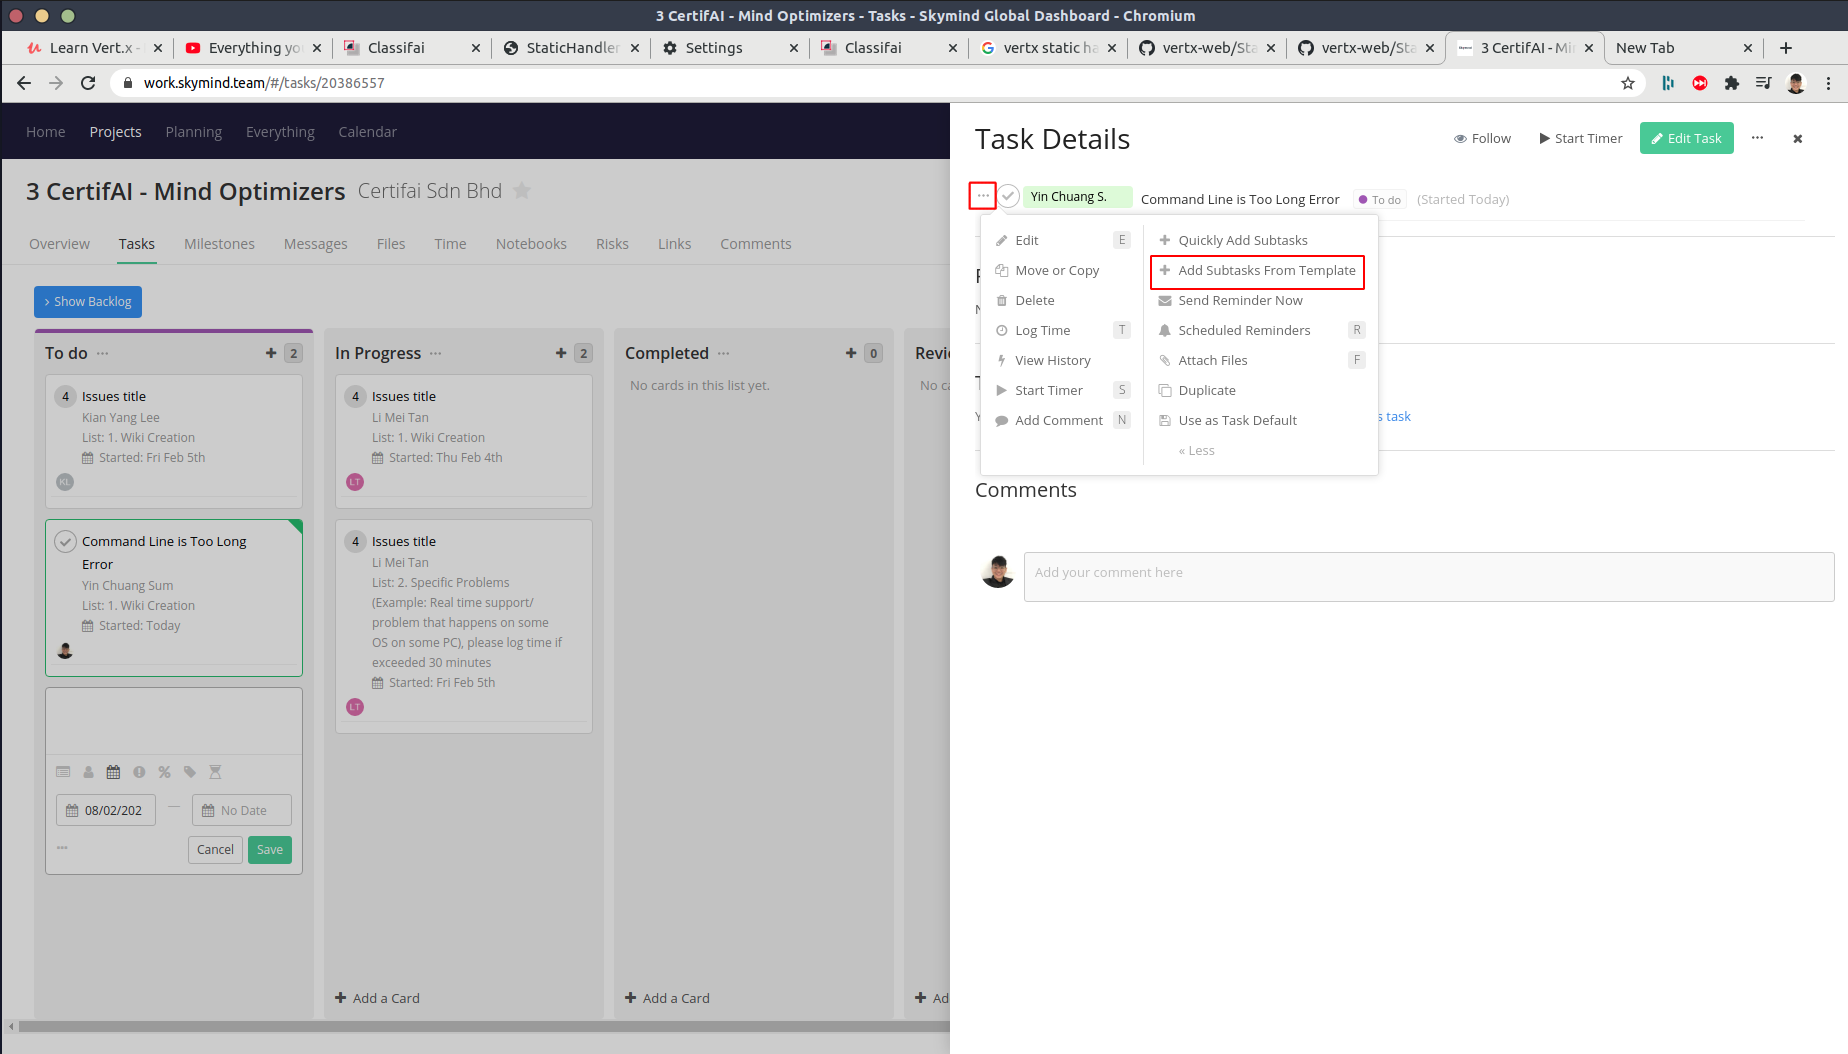 3 CertifAI - Mind Optimizers - Tasks - Skymind Global Dashboard - Chromium
Learn Vert.x -
Everything yo
Classifai
StaticHandler
Settings
Classifai
vertx static ha
vertx-web/Sta
vertx-web/Sta
3 CertifAI - Mi
New Tab
work.skymind.team/#/tasks/20386557
Home Projects Planning Everything Calendar
3 CertifAI - Mind Optimizers Certifai Sdn Bhd
Overview Tasks Milestones Messages Files Time Notebooks Risks Links Comments
› Show Backlog
To do ··· + 2
4 Issues title
Kian Yang Lee
List: 1. Wiki Creation
Started: Fri Feb 5th
KL
Command Line is Too Long
Error
Yin Chuang Sum
List: 1. Wiki Creation
Started: Today
08/02/202 — No Date
Cancel Save
In Progress ··· + 2
4 Issues title
Li Mei Tan
List: 1. Wiki Creation
Started: Thu Feb 4th
LT
4 Issues title
Li Mei Tan
List: 2. Specific Problems
(Example: Real time support/
problem that happens on some
OS on some PC), please log time if
exceeded 30 minutes
Started: Fri Feb 5th
LT
+ Add a Card
Completed ··· + 0
No cards in this list yet.
+ Add a Card
Revie
No ca
+ Ad
Task Details
Follow Start Timer Edit Task ···
Yin Chuang S. Command Line is Too Long Error To do (Started Today)
Edit E
Move or Copy
Delete
Log Time T
View History
Start Timer S
Add Comment N
Quickly Add Subtasks
Add Subtasks From Template
Send Reminder Now
Scheduled Reminders R
Attach Files F
Duplicate
Use as Task Default
« Less
s task
Comments
Add your comment here